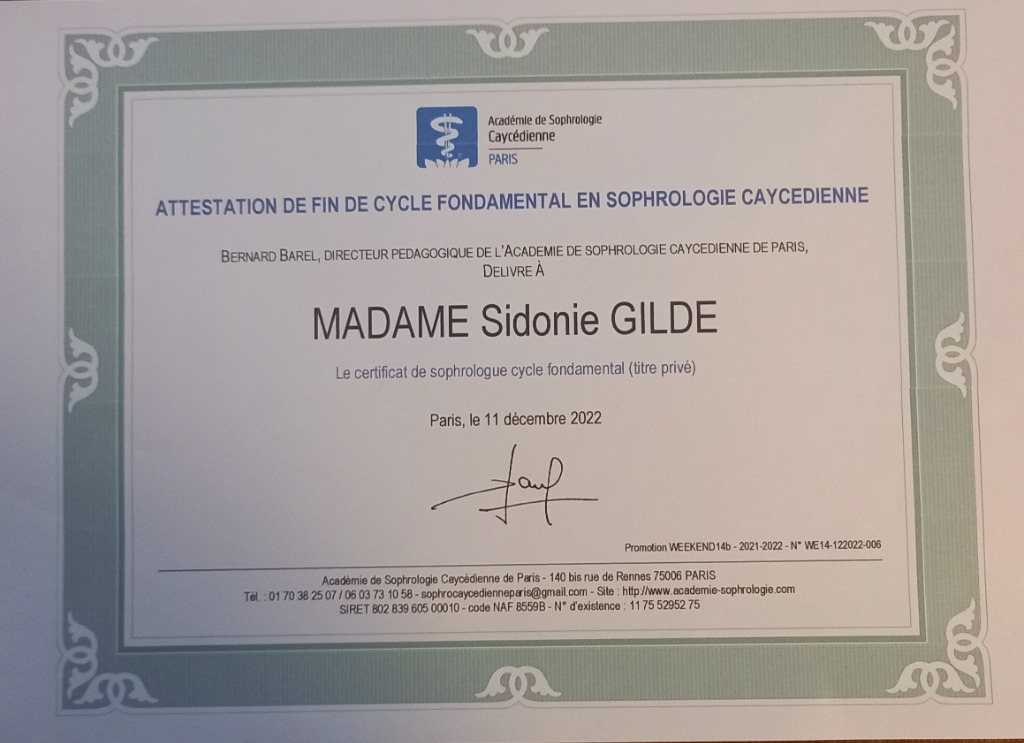 Académie de Sophrologie
Caycédienne
PARIS
ATTESTATION DE FIN DE CYCLE FONDAMENTAL EN SOPHROLOGIE CAYCEDIENNE
BERNARD BAREL, DIRECTEUR PEDAGOGIQUE DE L'ACADEMIE DE SOPHROLOGIE CAYCEDIENNE DE PARIS,
DELIVRE À
MADAME Sidonie GILDE
Le certificat de sophrologue cycle fondamental (titre privé)
Paris, le 11 décembre 2022
Promotion WEEKEND14b - 2021-2022 - N° WE14-122022-006
Académie de Sophrologie Caycédienne de Paris - 140 bis rue de Rennes 75006 PARIS
Tél. : 01 70 38 25 07 / 06 03 73 10 58 - sophrocaycedienneparis@gmail.com - Site : http://www.academie-sophrologie.com
SIRET 802 839 605 00010 - code NAF 8559B - N° d'existence : 11 75 52952 75